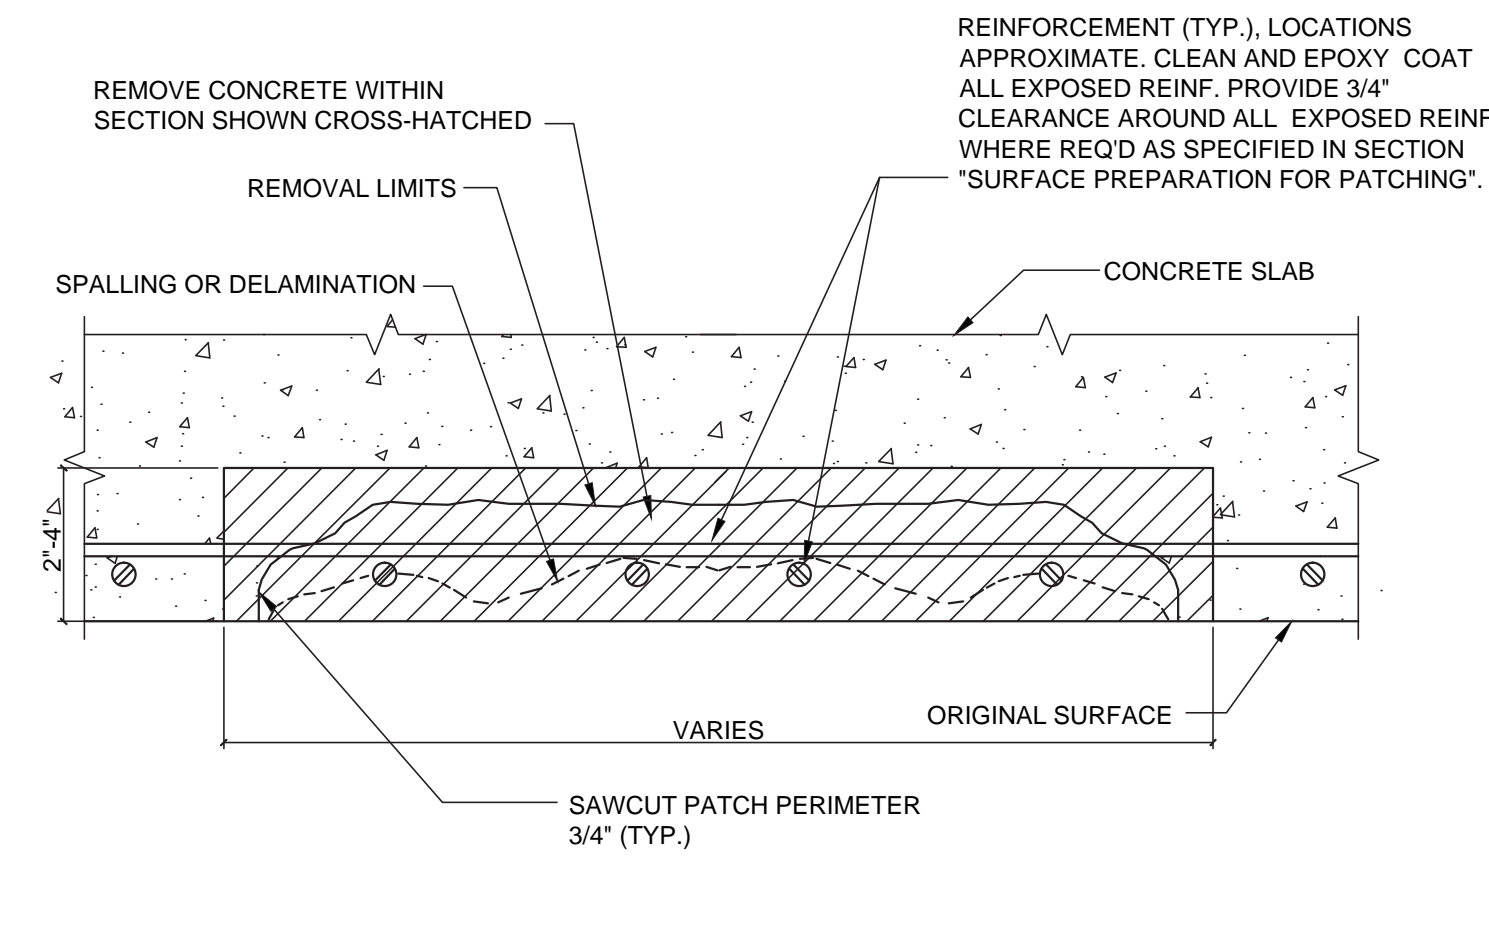 REINFORCEMENT (TYP.), LOCATIONS
APPROXIMATE. CLEAN AND EPOXY COAT
ALL EXPOSED REINF. PROVIDE 3/4"
CLEARANCE AROUND ALL EXPOSED REINF
WHERE REQ'D AS SPECIFIED IN SECTION
"SURFACE PREPARATION FOR PATCHING".
REMOVE CONCRETE WITHIN
SECTION SHOWN CROSS-HATCHED
REMOVAL LIMITS
SPALLING OR DELAMINATION
CONCRETE SLAB
2"-4"
ORIGINAL SURFACE
VARIES
SAWCUT PATCH PERIMETER
3/4" (TYP.)